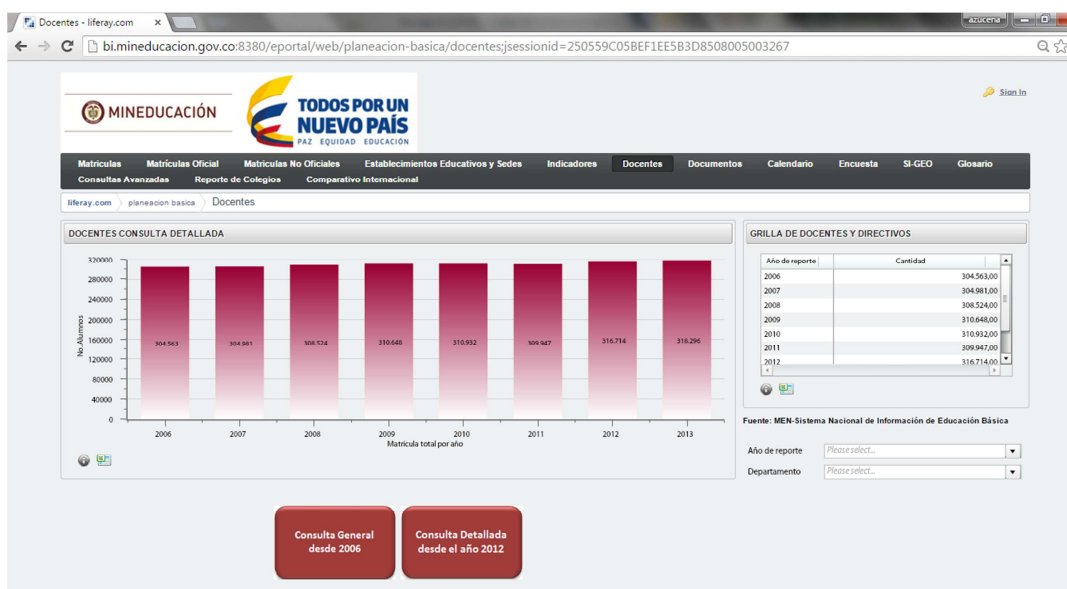 Docentes - liferay.com
azucena
bi.mineducacion.gov.co:8380/eportal/web/planeacion-basica/docentes;jsessionid=250559C05BEF1EE5B3D8508005003267
MINEDUCACIÓN
TODOS POR UN
NUEVO PAÍS
PAZ EQUIDAD EDUCACIÓN
Sign In
Matriculas Matrículas Oficial Matriculas No Oficiales Establecimientos Educativos y Sedes Indicadores Docentes Documentos Calendario Encuesta SI-GEO Glosario
Consultas Avanzadas Reporte de Colegios Comparativo Internacional
liferay.com planeacion basica Docentes
DOCENTES CONSULTA DETALLADA
320000
280000
240000
200000
160000
120000
80000
40000
0
No.Alumnos
304.563 304.981 308.524 310.648 310.932 309.947 316.714 318.296
2006 2007 2008 2009 2010 2011 2012 2013
Matrícula total por año
GRILLA DE DOCENTES Y DIRECTIVOS
Año de reporte Cantidad
2006 304.563,00
2007 304.981,00
2008 308.524,00
2009 310.648,00
2010 310.932,00
2011 309.947,00
2012 316.714,00
Fuente: MEN-Sistema Nacional de Información de Educación Básica
Año de reporte Please select...
Departamento Please select...
Consulta General
desde 2006
Consulta Detallada
desde el año 2012